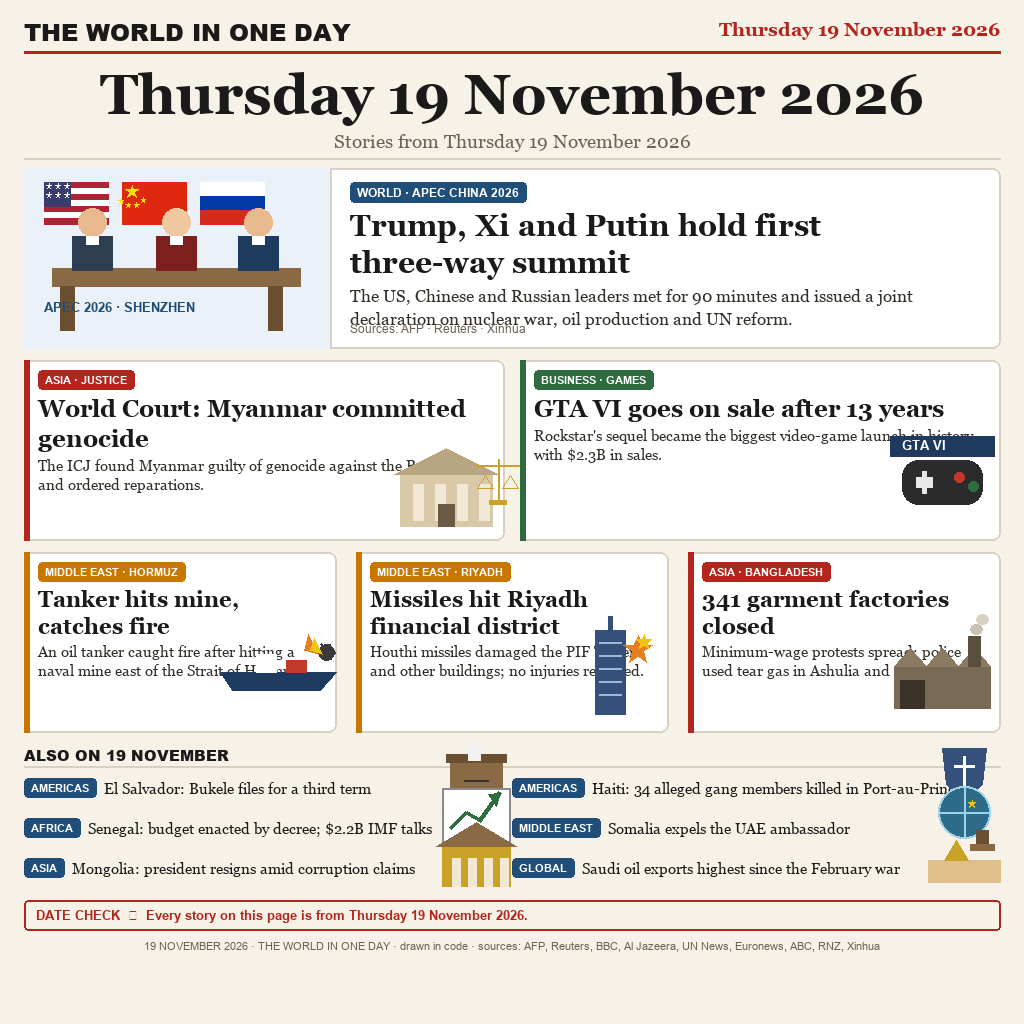 THE WORLD IN ONE DAY
Thursday 19 November 2026
Thursday 19 November 2026
Stories from Thursday 19 November 2026
APEC 2026 · SHENZHEN
WORLD · APEC CHINA 2026
Trump, Xi and Putin hold first
three-way summit
The US, Chinese and Russian leaders met for 90 minutes and issued a joint
declaration on nuclear war, oil production and UN reform.
Sources: AFP · Reuters · Xinhua
ASIA · JUSTICE
World Court: Myanmar committed
genocide
The ICJ found Myanmar guilty of genocide against the
and ordered reparations.
BUSINESS · GAMES
GTA VI goes on sale after 13 years
Rockstar's sequel became the biggest video-game launch in history
with $2.3B in sales.
GTA VI
MIDDLE EAST · HORMUZ
Tanker hits mine,
catches fire
An oil tanker caught fire after hitting a
naval mine east of the Strait of
MIDDLE EAST · RIYADH
Missiles hit Riyadh
financial district
Houthi missiles damaged the PIF
and other buildings; no injuries
ASIA · BANGLADESH
341 garment factories
closed
Minimum-wage protests spread; police
used tear gas in Ashulia and
ALSO ON 19 NOVEMBER
AMERICAS El Salvador: Bukele files for a third term
AMERICAS Haiti: 34 alleged gang members killed in
AFRICA Senegal: budget enacted by decree; $2.2B IMF talks
MIDDLE EAST Somalia expels the UAE ambassador
ASIA Mongolia: president resigns amid corruption claims
GLOBAL Saudi oil exports highest since the February war
DATE CHECK Every story on this page is from Thursday 19 November 2026.
19 NOVEMBER 2026 · THE WORLD IN ONE DAY · drawn in code · sources: AFP, Reuters, BBC, Al Jazeera, UN News, Euronews, ABC, RNZ, Xinhua